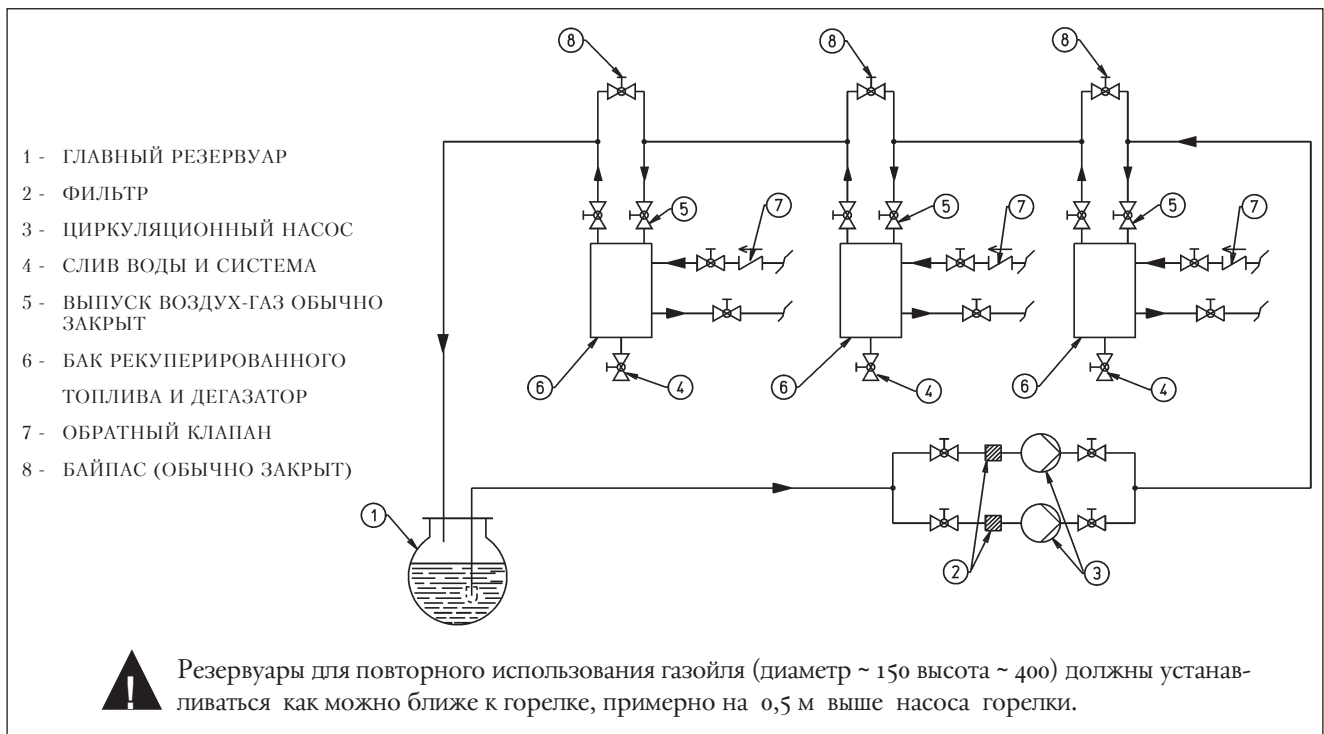 8
8
8
1 - ГЛАВНЫЙ РЕЗЕРВУАР
2 - ФИЛЬТР
3 - ЦИРКУЛЯЦИОННЫЙ НАСОС
4 - СЛИВ ВОДЫ И СИСТЕМА
5 - ВЫПУСК ВОЗДУХ-ГАЗ ОБЫЧНО
ЗАКРЫТ
6 - БАК РЕКУПЕРИРОВАННОГО
ТОПЛИВА И ДЕГАЗАТОР
7 - ОБРАТНЫЙ КЛАПАН
8 - БАЙПАС (ОБЫЧНО ЗАКРЫТ)
5
7
5
7
5
7
6
4
6
4
6
4
1
2
3
!
Резервуары для повторного использования газойля (диаметр ~ 150 высота ~ 400) должны устанав-
ливаться как можно ближе к горелке, примерно на 0,5 м выше насоса горелки.